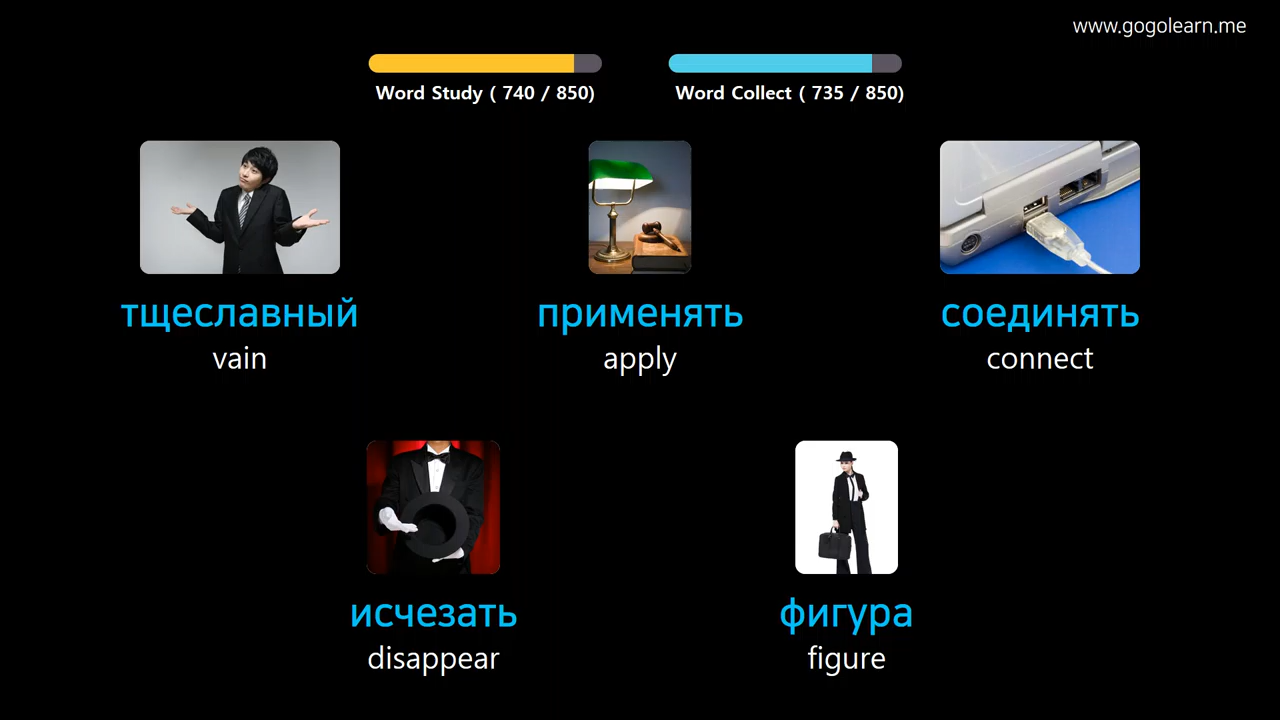 www.gogolearn.me
Word Study ( 740 / 850)
Word Collect ( 735 / 850)
тщеславный
vain
применять
apply
соединять
connect
исчезать
disappear
фигура
figure